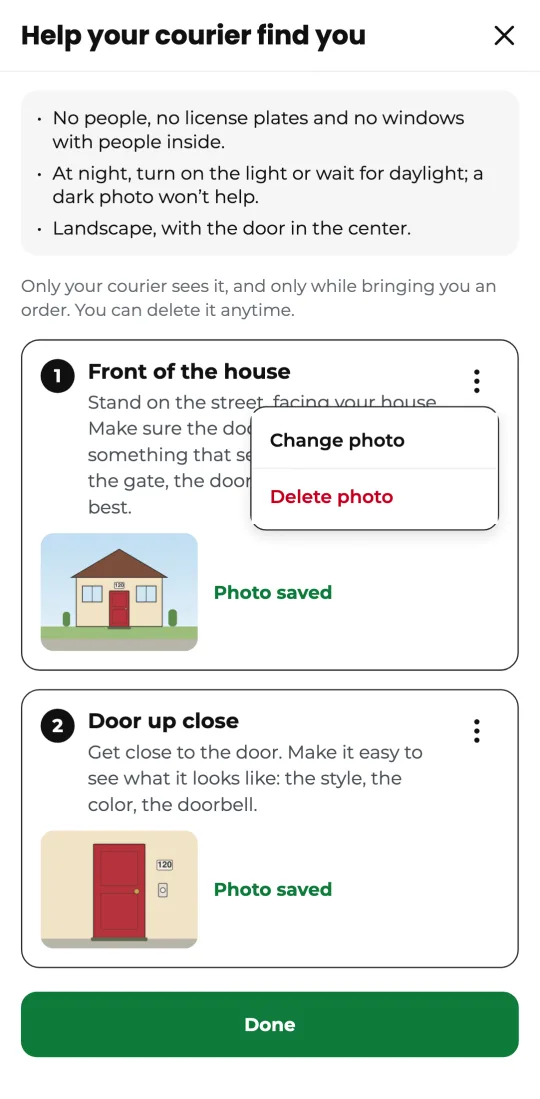 Help your courier find you
• No people, no license plates and no windows
with people inside.
• At night, turn on the light or wait for daylight; a
dark photo won’t help.
• Landscape, with the door in the center.
Only your courier sees it, and only while bringing you an
order. You can delete it anytime.
1 Front of the house
Stand on the street, facing your house.
Make sure the
something that
the gate, the door
best.
Change photo
Delete photo
120
Photo saved
2 Door up close
Get close to the door. Make it easy to
see what it looks like: the style, the
color, the doorbell.
120
Photo saved
Done